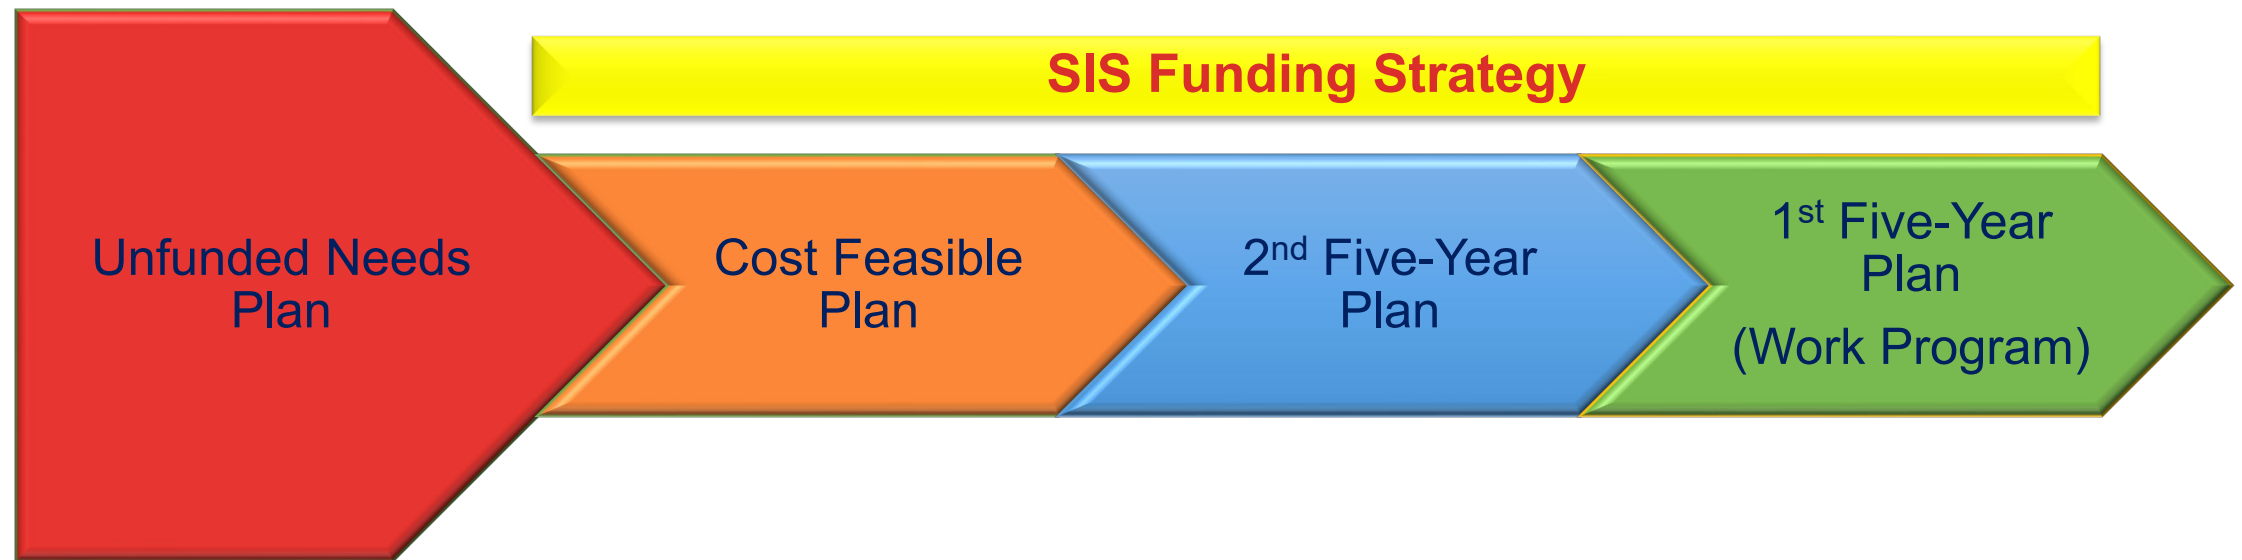 SIS Funding Strategy
Unfunded Needs
Plan
Cost Feasible
Plan
2nd Five-Year
Plan
1st Five-Year
Plan
(Work Program)